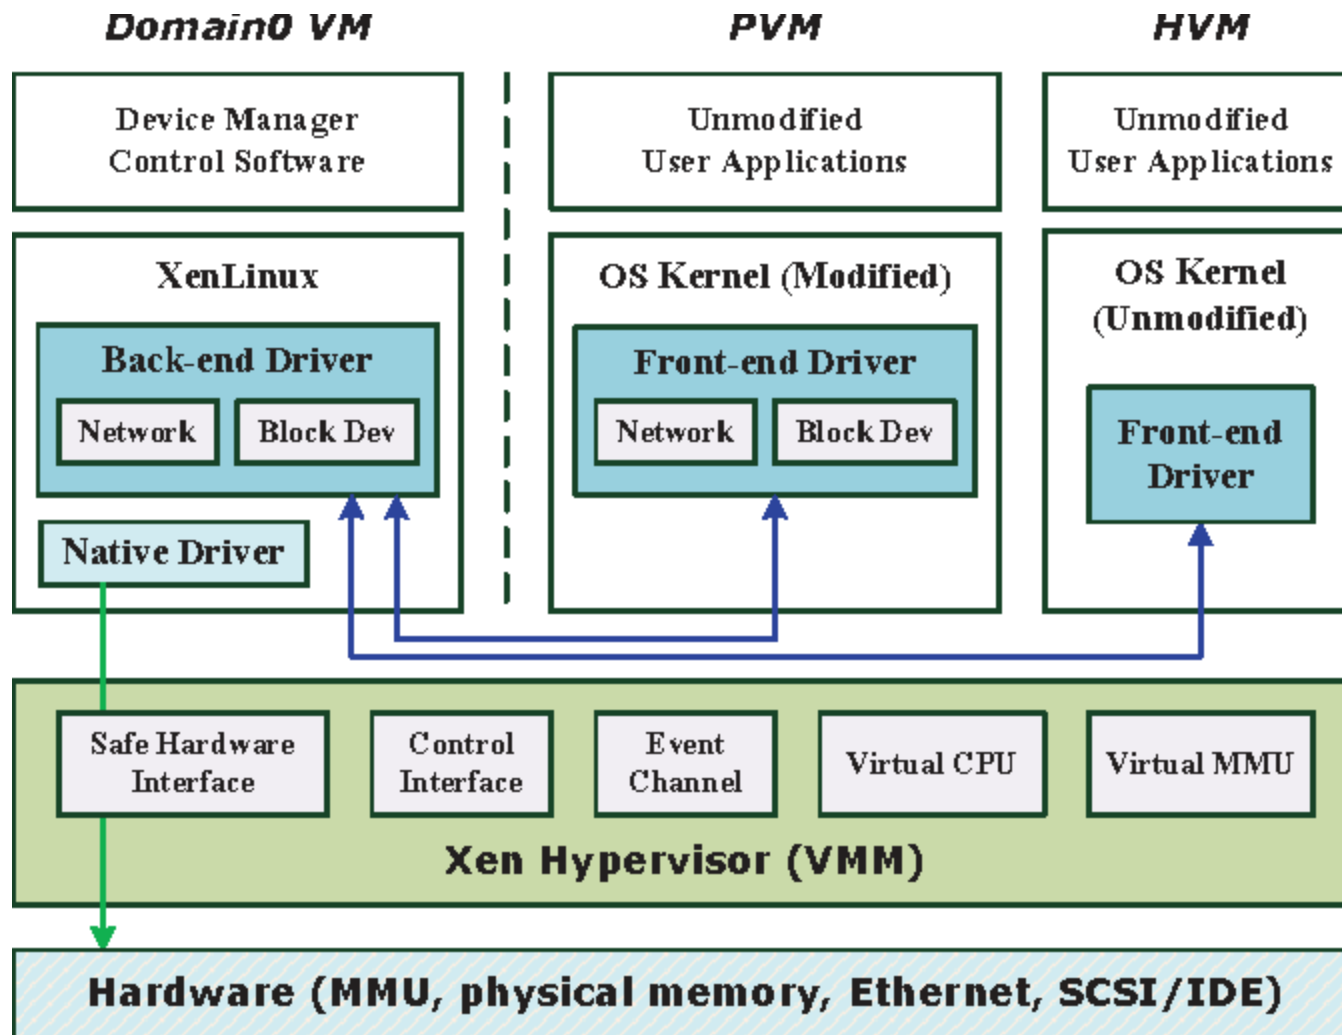 Domain0 VM
PVM
HVM
Device Manager
Control Software
Unmodified
User Applications
Unmodified
User Applications
XenLinux
Back-end Driver
Network
Block Dev
Native Driver
OS Kernel (Modified)
Front-end Driver
Network
Block Dev
OS Kernel
(Unmodified)
Front-end
Driver
Safe Hardware
Interface
Control
Interface
Event
Channel
Virtual CPU
Virtual MMU
Xen Hypervisor (VMM)
Hardware (MMU, physical memory, Ethernet, SCSI/IDE)